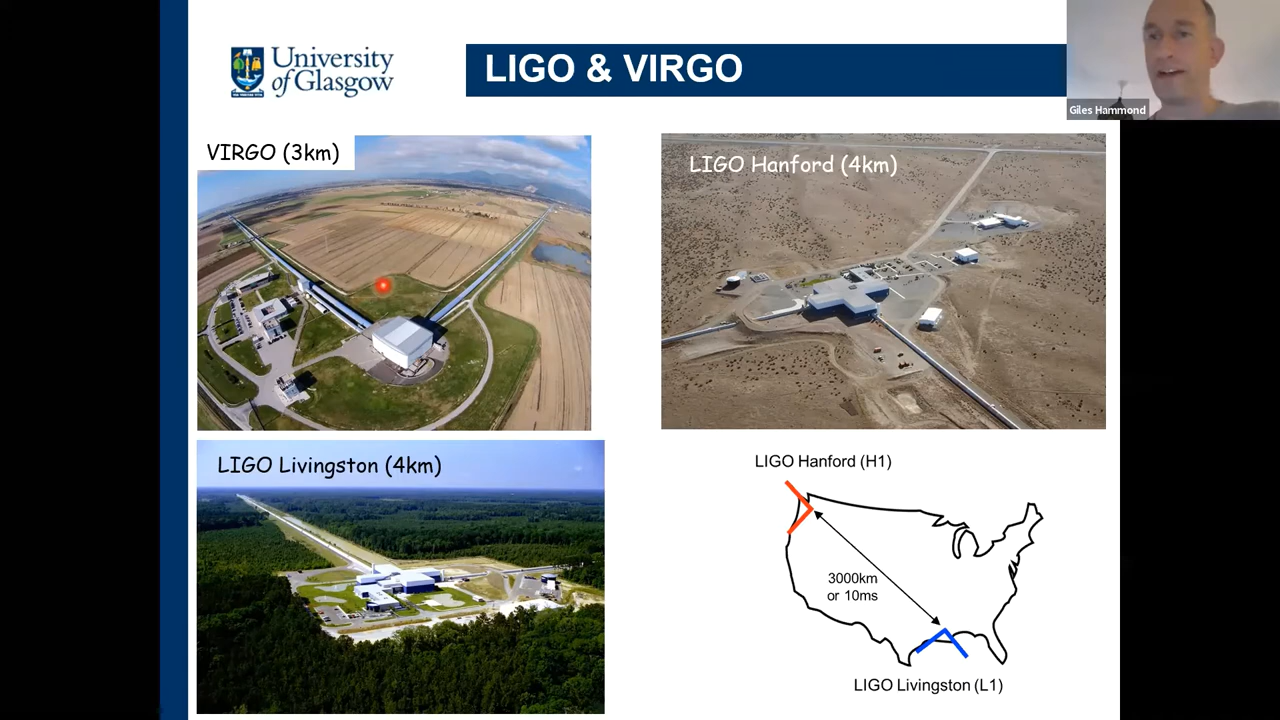 University
of Glasgow
LIGO & VIRGO
Giles Hammond
VIRGO (3km)
LIGO Hanford (4km)
LIGO Livingston (4km)
LIGO Hanford (H1)
3000km
or 10ms
LIGO Livingston (L1)